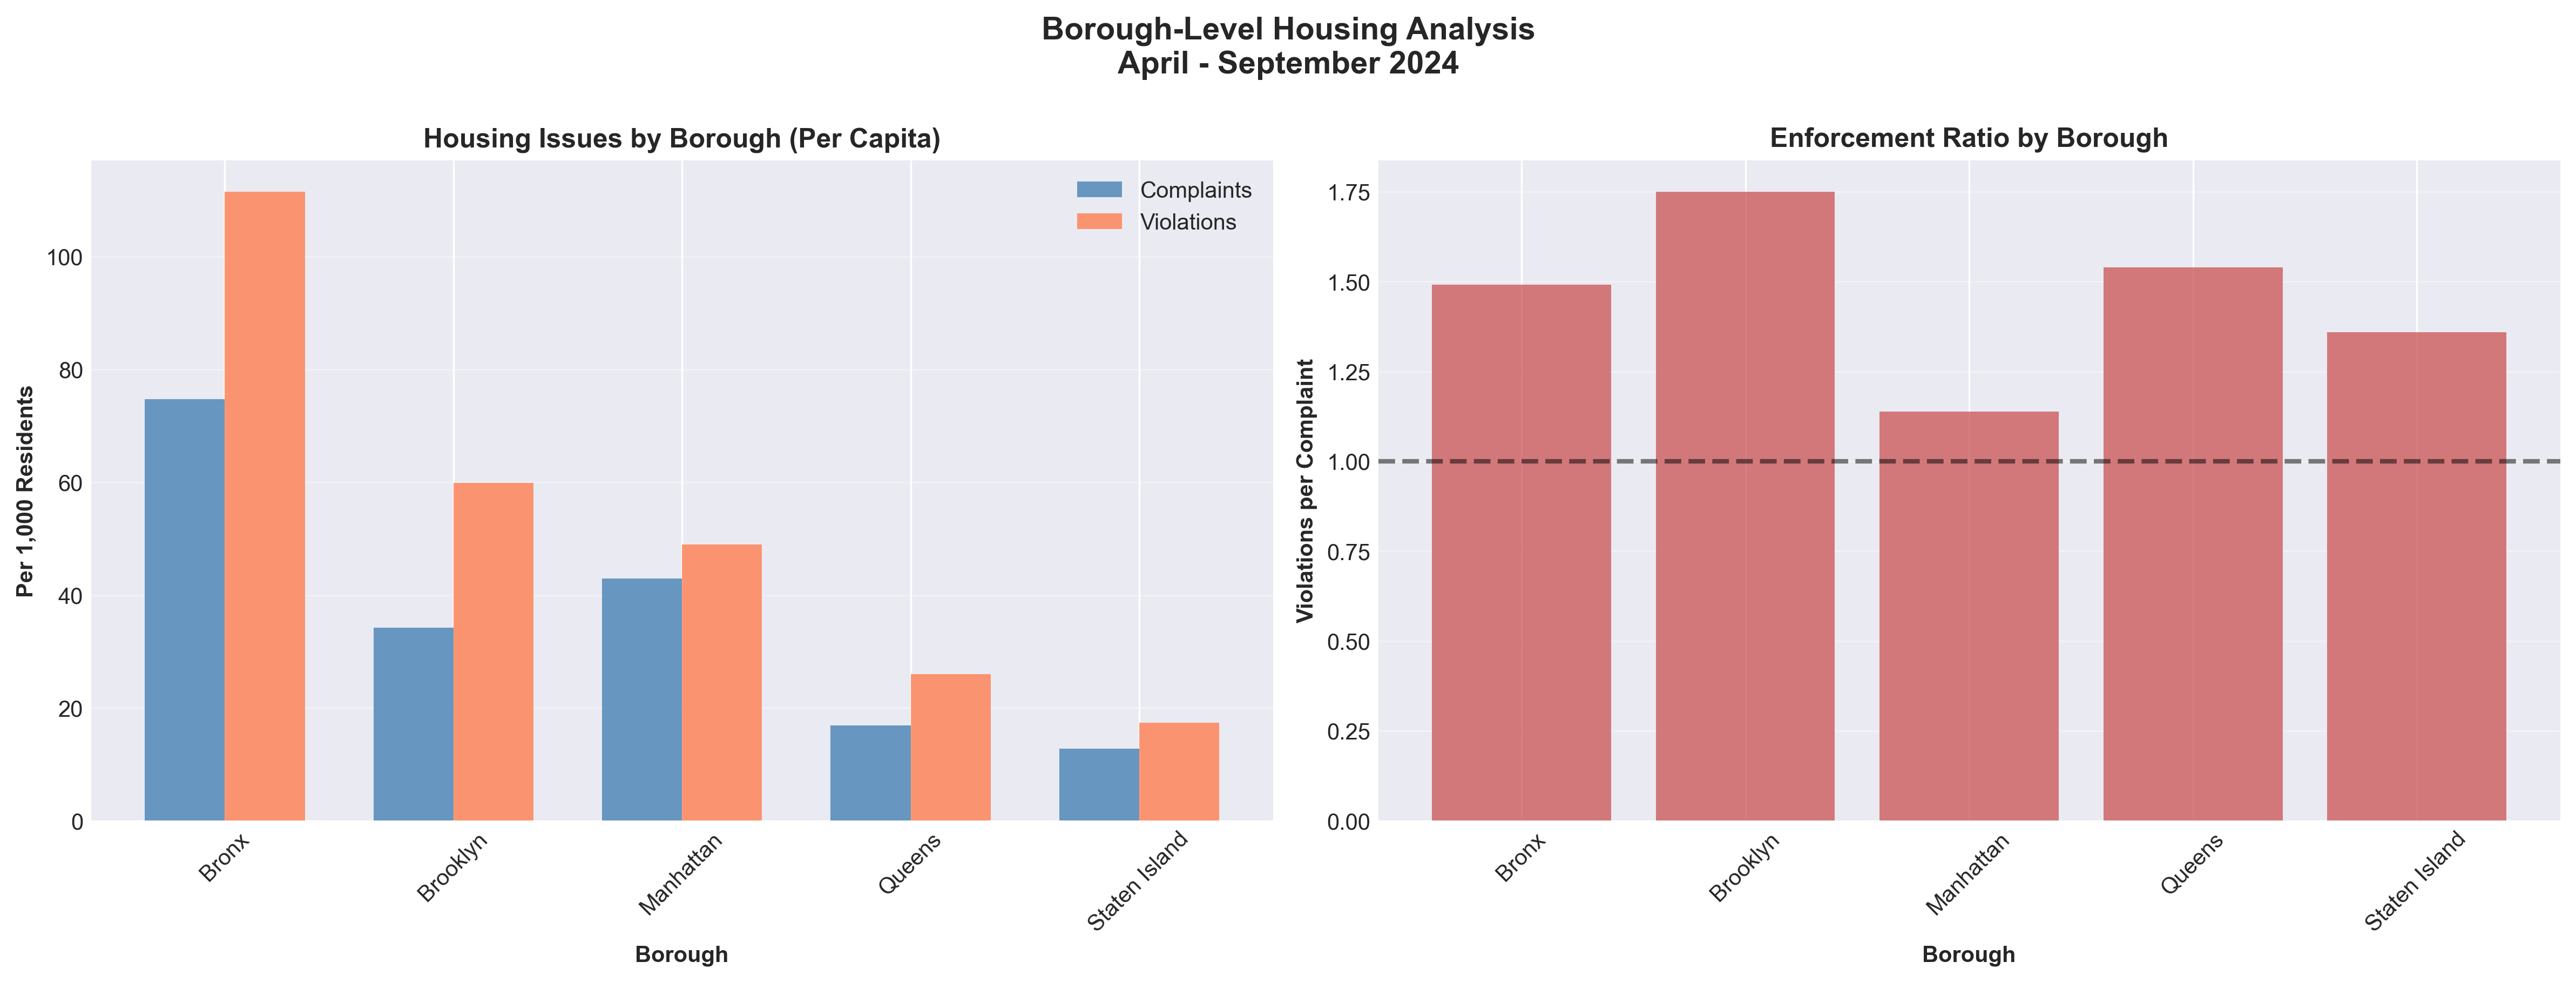 Borough-Level Housing Analysis
April - September 2024
Housing Issues by Borough (Per Capita)
Complaints
Violations
Per 1,000 Residents
100
80
60
40
20
0
Bronx
Brooklyn
Manhattan
Queens
Staten Island
Borough
Enforcement Ratio by Borough
Violations per Complaint
1.75
1.50
1.25
1.00
0.75
0.50
0.25
0.00
Bronx
Brooklyn
Manhattan
Queens
Staten Island
Borough